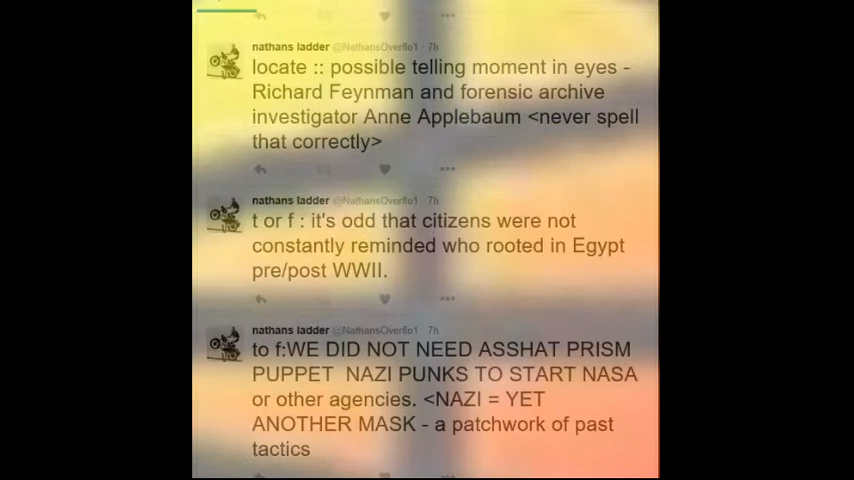 nathans ladder @NathansOverflo1 · 7h
locate :: possible telling moment in eyes -
Richard Feynman and forensic archive
investigator Anne Applebaum <never spell
that correctly>
nathans ladder @NathansOverflo1 · 7h
t or f : it's odd that citizens were not
constantly reminded who rooted in Egypt
pre/post WWII.
nathans ladder @NathansOverflo1 · 7h
to f:WE DID NOT NEED ASSHAT PRISM
PUPPET NAZI PUNKS TO START NASA
or other agencies. <NAZI = YET
ANOTHER MASK - a patchwork of past
tactics